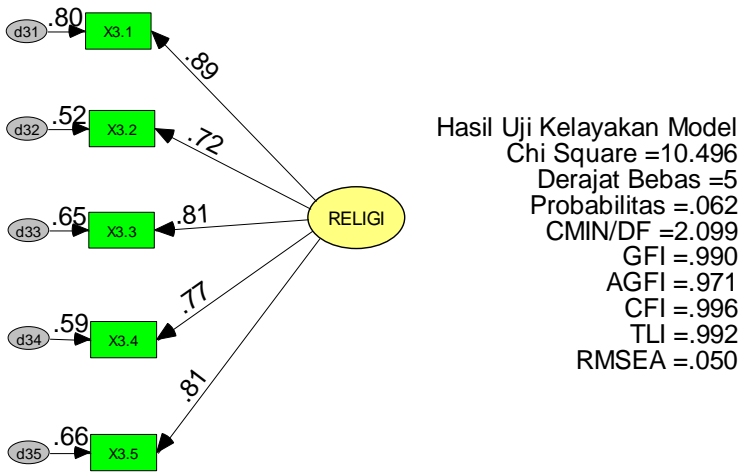 .80
d31
X3.1
.89
.52
d32
X3.2
.72
.65
d33
X3.3
.81
RELIGI
.59
d34
X3.4
.77
.66
d35
X3.5
.81
Hasil Uji Kelayakan Model
Chi Square =10.496
Derajat Bebas =5
Probabilitas =.062
CMIN/DF =2.099
GFI =.990
AGFI =.971
CFI =.996
TLI =.992
RMSEA =.050